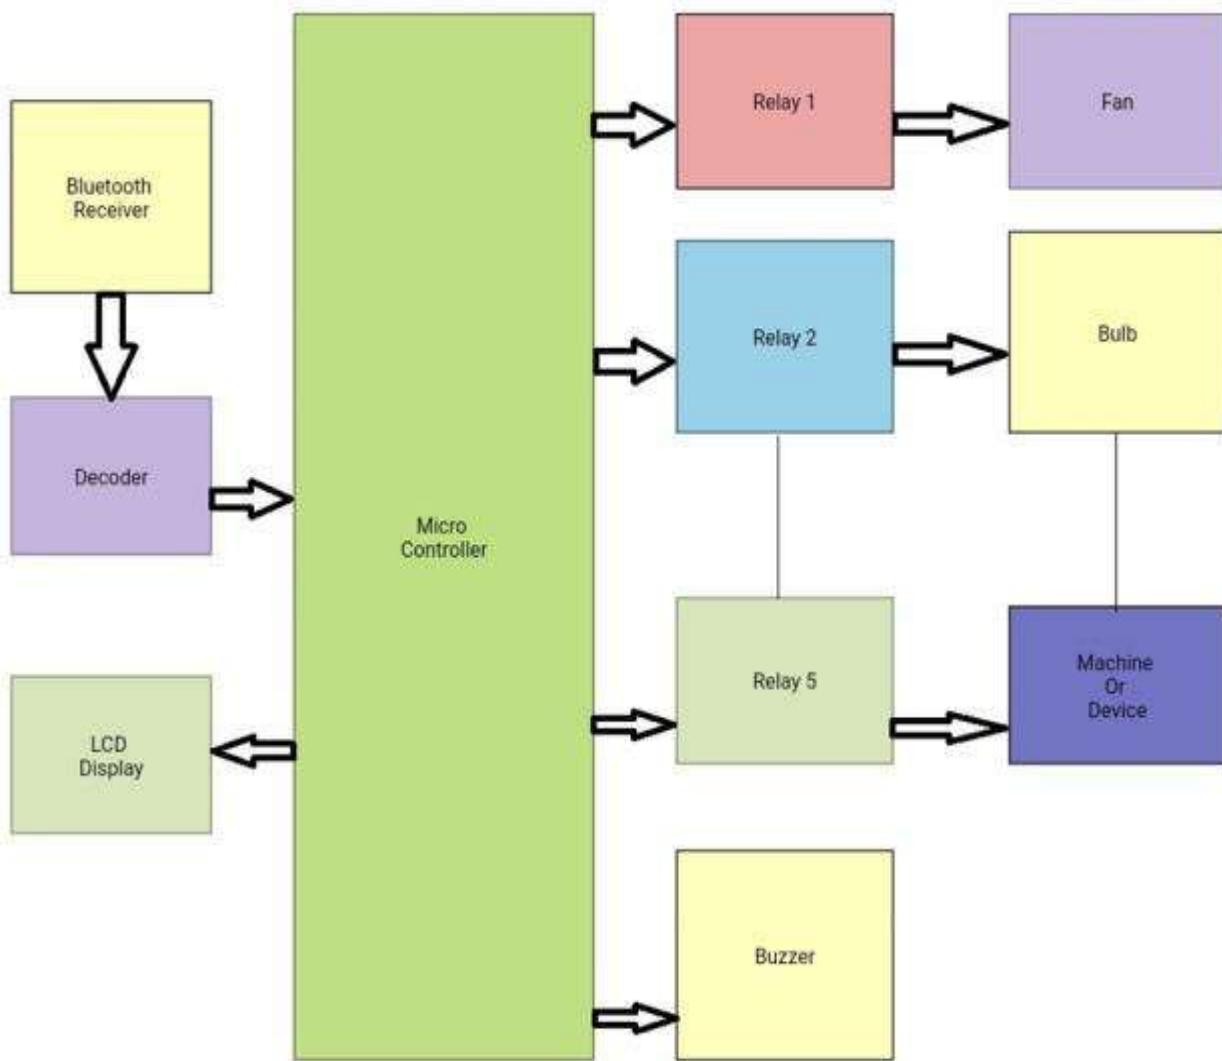 Relay 1
Fan
Bluetooth
Receiver
Relay 2
Bulb
Decoder
Micro
Controller
Relay 5
Machine
Or
Device
LCD
Display
Buzzer